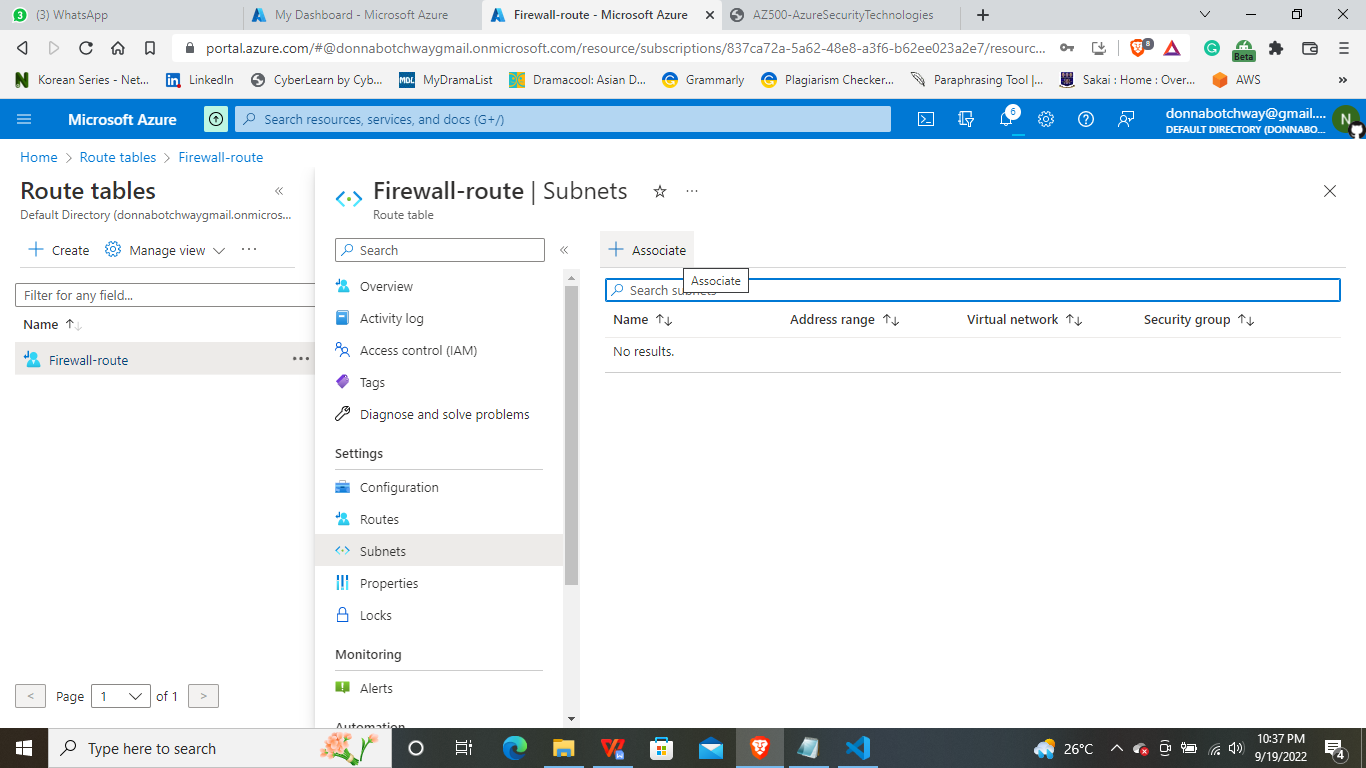 (3) WhatsApp
My Dashboard - Microsoft Azure
Firewall-route - Microsoft Azure
AZ500-AzureSecurityTechnologies
portal.azure.com/#@donnabotchwaygmail.onmicrosoft.com/resource/subscriptions/837ca72a-5a62-48e8-a3f6-b62ee023a2e7/resourc...
8
Beta
Korean Series - Net...
LinkedIn
CyberLearn by Cyb...
MyDramaList
Dramacool: Asian D...
Grammarly
Plagiarism Checker...
Paraphrasing Tool |...
Sakai : Home : Over...
AWS
»
Microsoft Azure
Search resources, services, and docs (G+/)
6
donnabotchway@gmail....
DEFAULT DIRECTORY (DONNABO...
N
Home > Route tables > Firewall-route
Route tables
«
Default Directory (donnabotchwaygmail.onmicros...
+ Create
Manage view
...
Filter for any field...
Name
Firewall-route
...
< Page 1 of 1 >
Firewall-route | Subnets
...
Route table
Search
«
Overview
Activity log
Access control (IAM)
Tags
Diagnose and solve problems
Settings
Configuration
Routes
Subnets
Properties
Locks
Monitoring
Alerts
Automation
+ Associate
Associate
Search subnets
Name
Address range
Virtual network
Security group
No results.
Type here to search
26°C
10:37 PM
9/19/2022
4